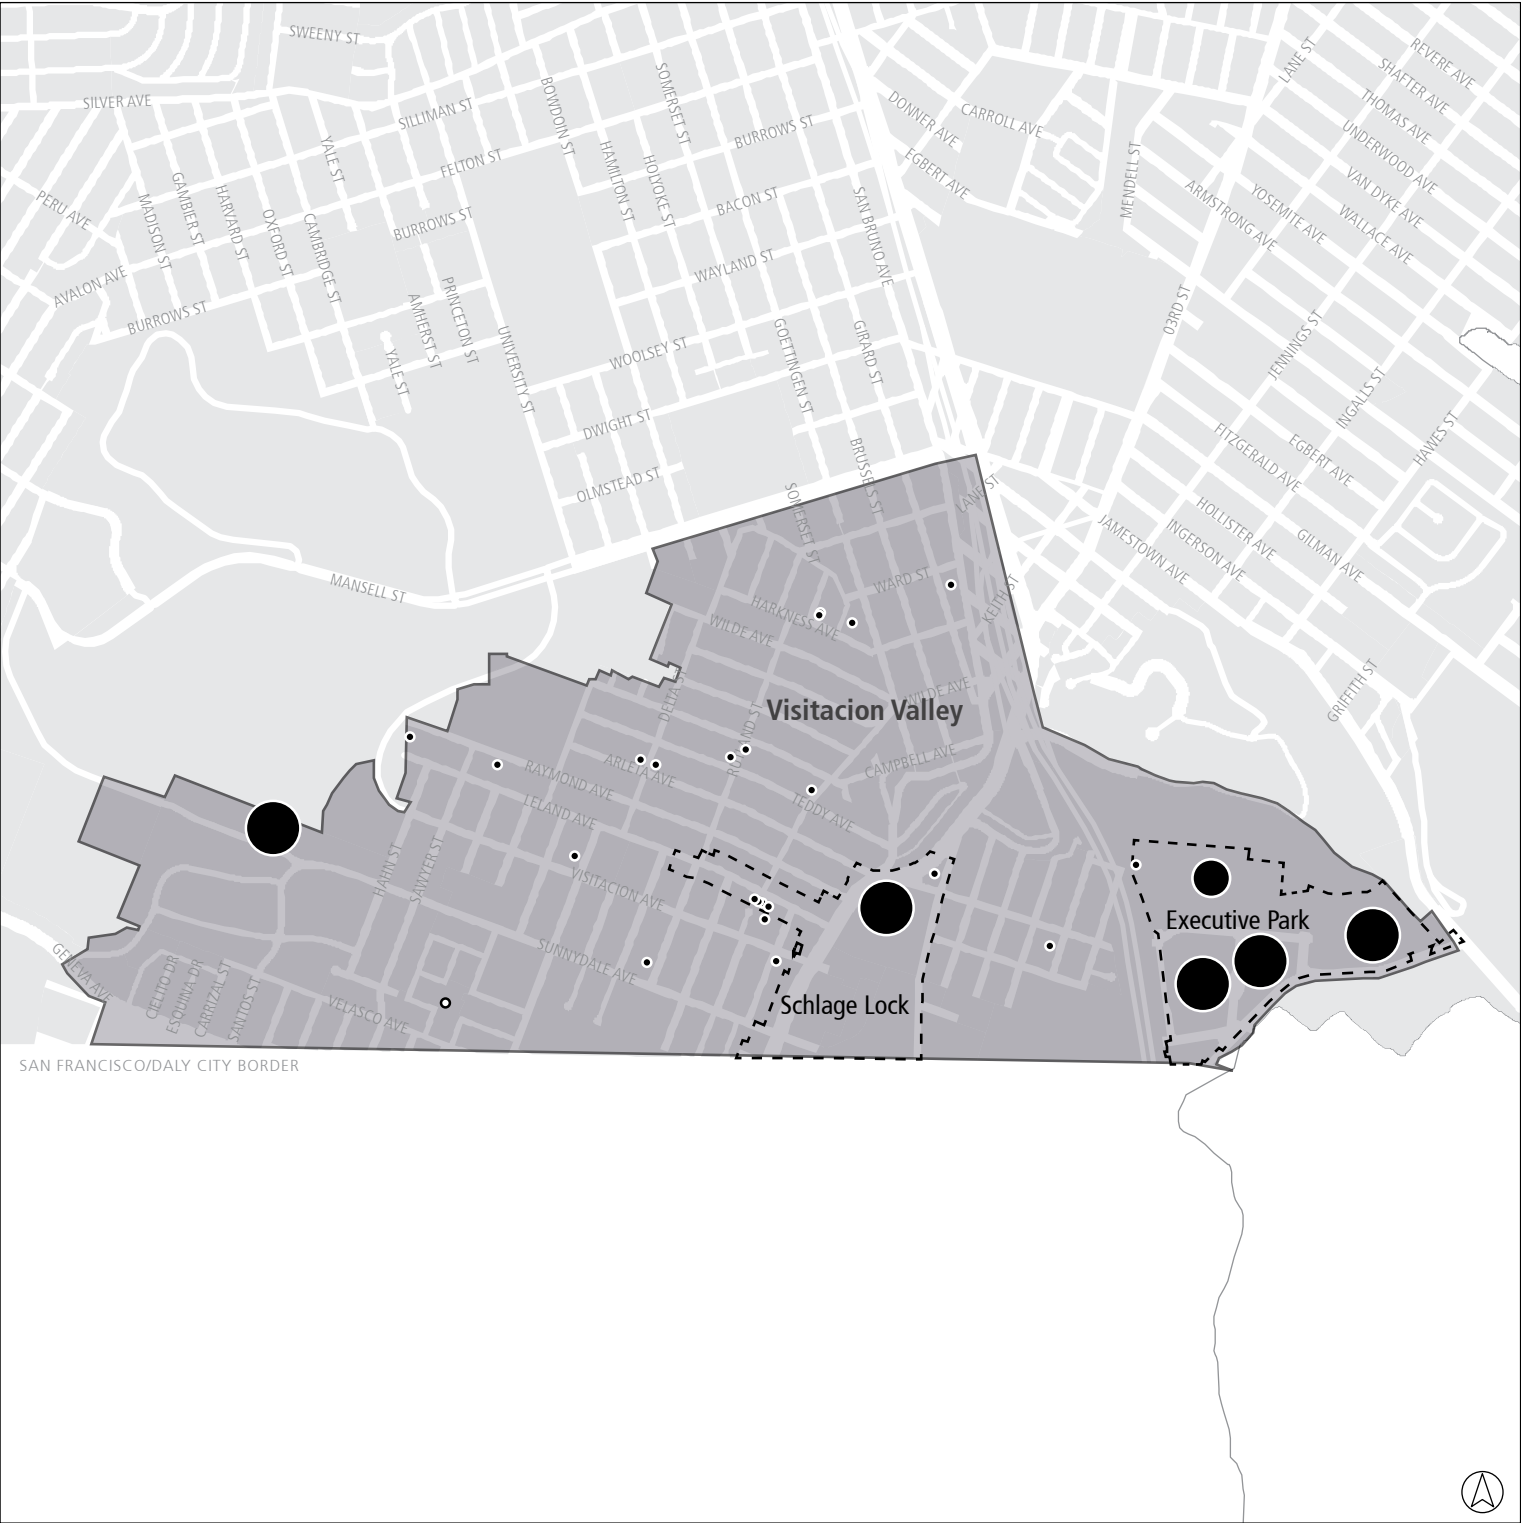 SWEENY ST
SILVER AVE
SILLIMAN ST
BOWDOIN ST
SOMERSET ST
BURROWS ST
DONNER AVE
CARROLL AVE
EGBERT AVE
LANE ST
REVERE AVE
SHAFTER AVE
THOMAS AVE
UNDERWOOD AVE
VAN DYKE AVE
WALLACE AVE
YOSEMITE AVE
ARMSTRONG AVE
MENDELL ST
YALE ST
FELTON ST
HAMILTON ST
HOLYOKE ST
BACON ST
SAN BRUNO AVE
PERU AVE
MADISON ST
GAMBIER ST
HARVARD ST
OXFORD ST
CAMBRIDGE ST
BURROWS ST
WAYLAND ST
AVALON AVE
BURROWS ST
AMHERST ST
PRINCETON ST
YALE ST
UNIVERSITY ST
WOOLSEY ST
GOETTINGEN ST
GIRARD ST
03RD ST
JENNINGS ST
INGALLS ST
HAWES ST
DWIGHT ST
OLMSTEAD ST
BRUSSELS ST
SOMERSET ST
LANE ST
FITZGERALD AVE
EGBERT AVE
HOLLISTER AVE
GILMAN AVE
INGERSON AVE
JAMESTOWN AVE
MANSELL ST
WARD ST
KEITH ST
HARKNESS AVE
WILDE AVE
DELTA ST
WILDE AVE
GRIFFITH ST
Visitacion Valley
RUTLAND ST
CAMPBELL AVE
ARLETA AVE
RAYMOND AVE
LELAND AVE
TEDDY AVE
HAHN ST
SAWYER ST
VISITACION AVE
Executive Park
SUNNYDALE AVE
GENEVA AVE
CIELITO DR
ESQUINA DR
CARRIZAL ST
SANTOS ST
VELASCO AVE
Schlage Lock
SAN FRANCISCO/DALY CITY BORDER